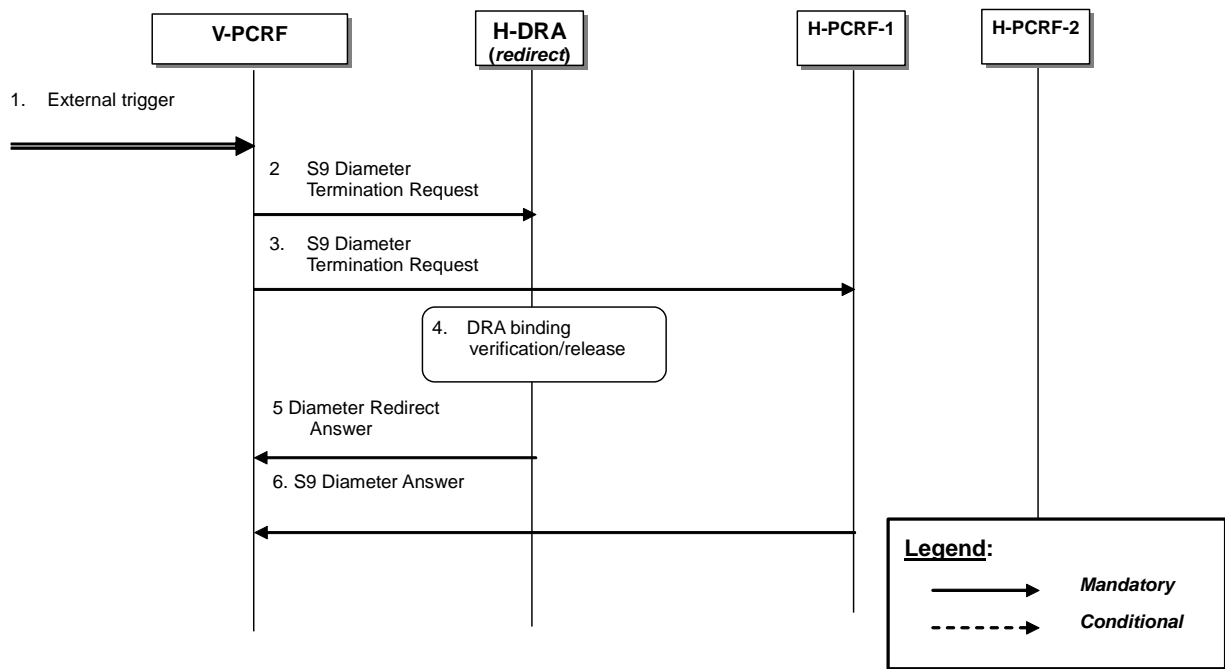 V-PCRF
H-DRA
(redirect)
H-PCRF-1
H-PCRF-2
1. External trigger
2 S9 Diameter
Termination Request
3. S9 Diameter
Termination Request
4. DRA binding
verification/release
5 Diameter Redirect
Answer
6. S9 Diameter Answer
Legend:
Mandatory
Conditional